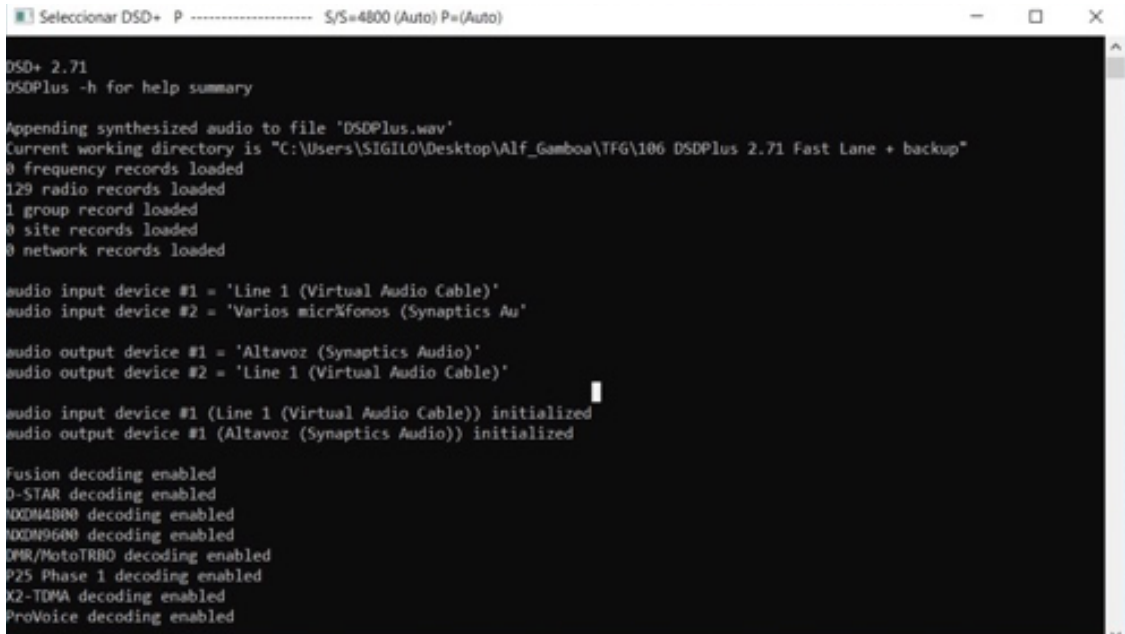 Seleccionar DSD+ P --------------------- S/S=4800 (Auto) P=(Auto)
DSD+ 2.71
DSDPlus -h for help summary
Appending synthesized audio to file 'DSDPlus.wav'
Current working directory is "C:\Users\SIGILO\Desktop\Alf_Gamboa\TFG\106 DSDPlus 2.71 Fast Lane + backup"
0 frequency records loaded
129 radio records loaded
1 group record loaded
0 site records loaded
0 network records loaded
audio input device #1 = 'Line 1 (Virtual Audio Cable)'
audio input device #2 = 'Varios micr%fonos (Synaptics Au'
audio output device #1 = 'Altavoz (Synaptics Audio)'
audio output device #2 = 'Line 1 (Virtual Audio Cable)'
audio input device #1 (Line 1 (Virtual Audio Cable)) initialized
audio output device #1 (Altavoz (Synaptics Audio)) initialized
Fusion decoding enabled
D-STAR decoding enabled
NXDN4800 decoding enabled
NXDN9600 decoding enabled
DMR/MotoTRBO decoding enabled
P25 Phase 1 decoding enabled
X2-TDMA decoding enabled
ProVoice decoding enabled